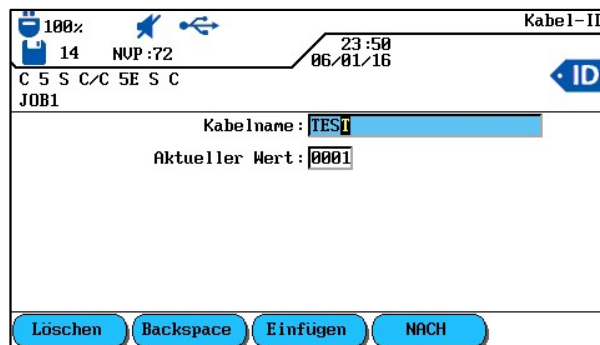 100% Kabel-ID
14 NVP:72 23:50
06/01/16
C 5 S C/C 5E S C
JOB1
ID
Kabelname: TEST
Aktueller Wert: 0001
Löschen Backspace Einfügen NACH